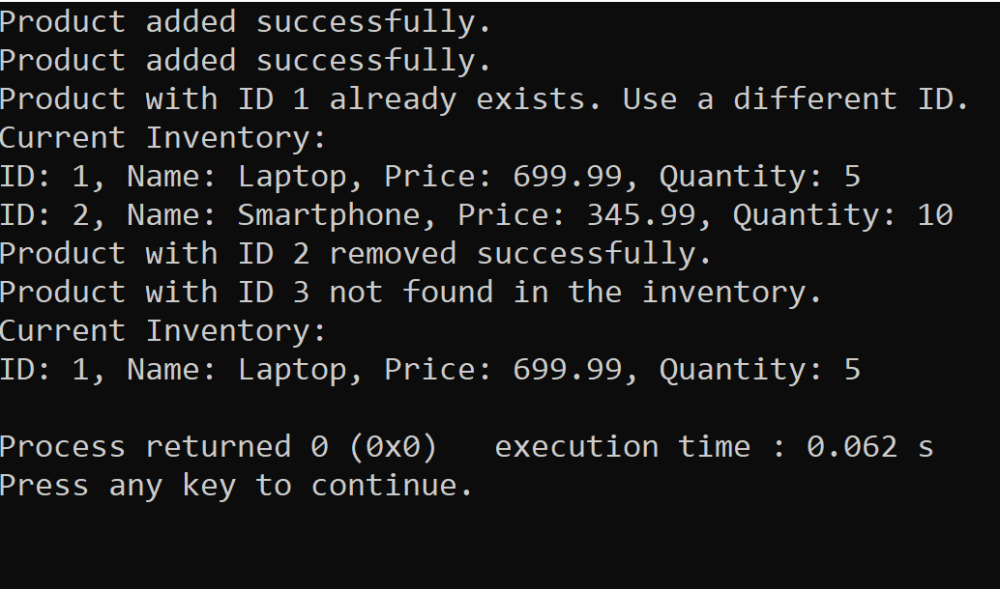 Product added successfully.
Product added successfully.
Product with ID 1 already exists. Use a different ID.
Current Inventory:
ID: 1, Name: Laptop, Price: 699.99, Quantity: 5
ID: 2, Name: Smartphone, Price: 345.99, Quantity: 10
Product with ID 2 removed successfully.
Product with ID 3 not found in the inventory.
Current Inventory:
ID: 1, Name: Laptop, Price: 699.99, Quantity: 5
Process returned 0 (0x0)   execution time : 0.062 s
Press any key to continue.